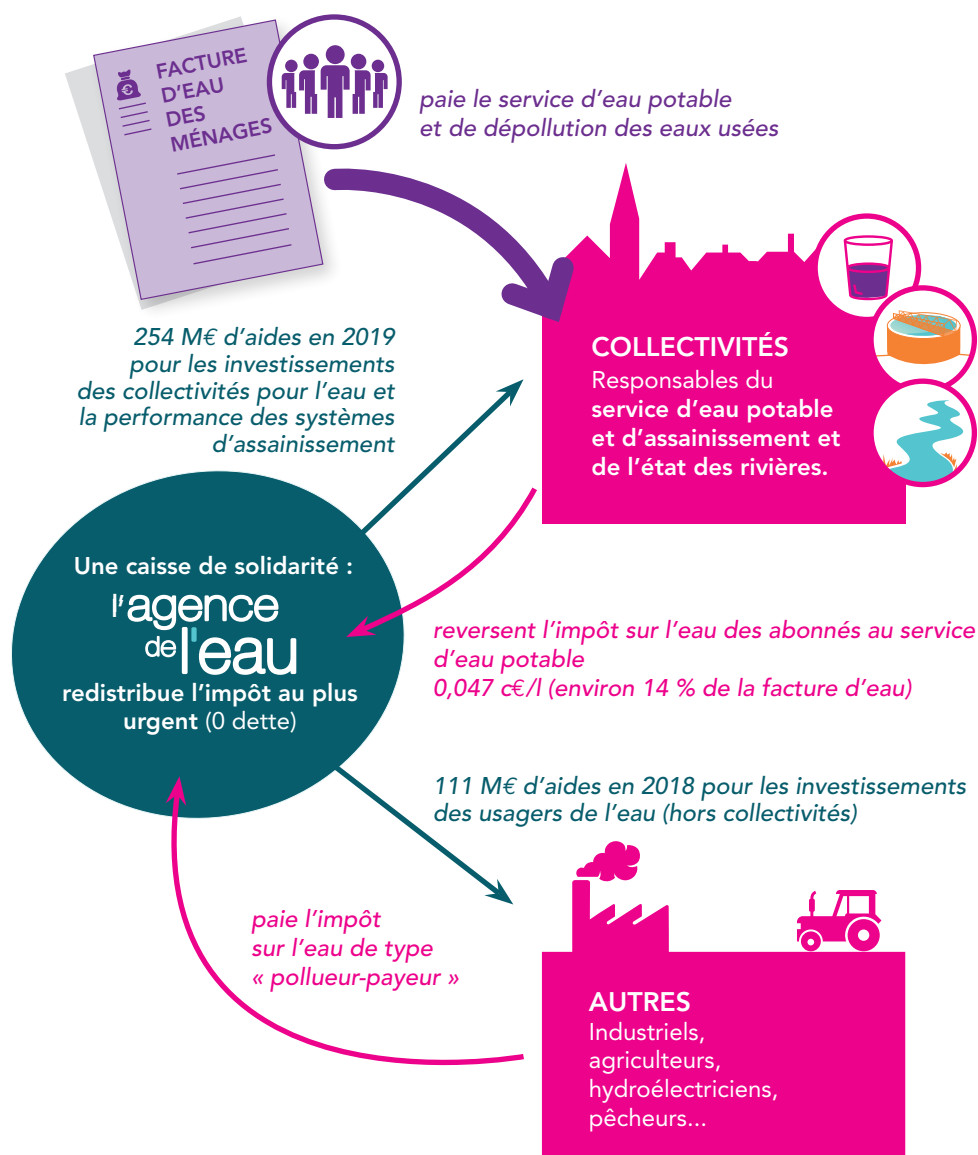 FACTURE
D'EAU
DES
MÉNAGES
€
paie le service d'eau potable
et de dépollution des eaux usées
254 M€ d'aides en 2019
pour les investissements
des collectivités pour l'eau et
la performance des systèmes
d'assainissement
COLLECTIVITÉS
Responsables du
service d'eau potable
et d'assainissement et
de l'état des rivières.
Une caisse de solidarité :
l'agence
de l'eau
redistribue l'impôt au plus
urgent (0 dette)
reversent l'impôt sur l'eau des abonnés au service
d'eau potable
0,047 c€/l (environ 14 % de la facture d'eau)
111 M€ d'aides en 2018 pour les investissements
des usagers de l'eau (hors collectivités)
paie l'impôt
sur l'eau de type
« pollueur-payeur »
AUTRES
Industriels,
agriculteurs,
hydroélectriciens,
pêcheurs...